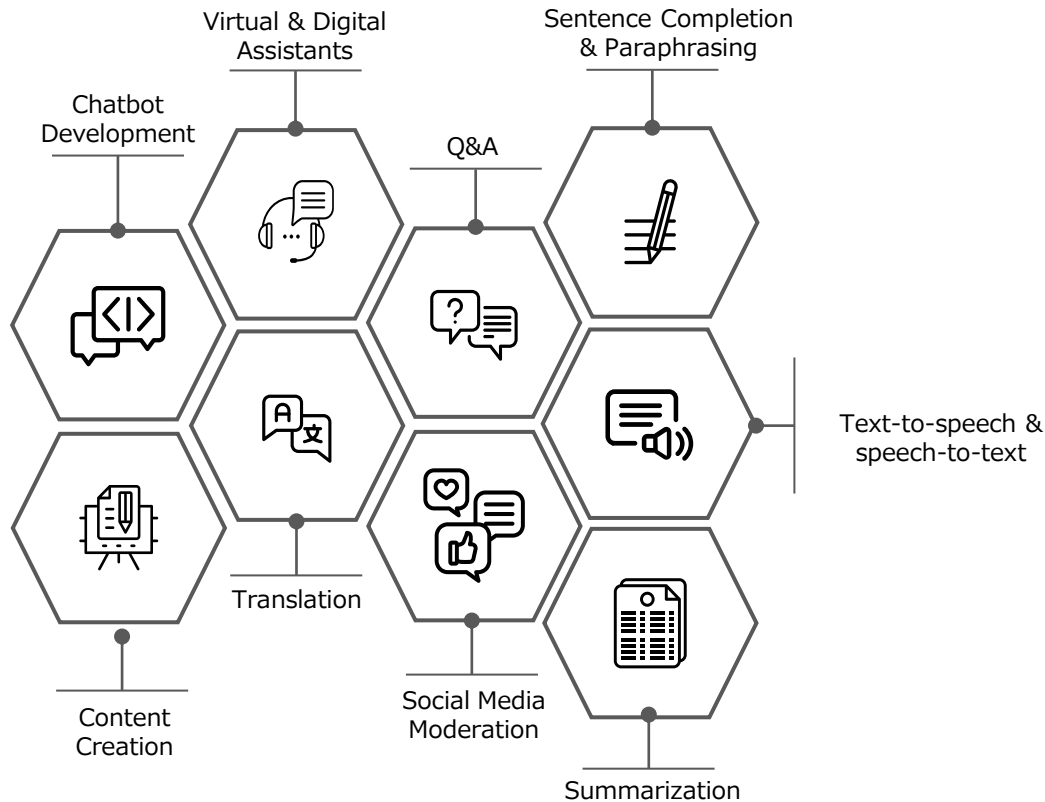 Virtual & Digital
Assistants
Sentence Completion
& Paraphrasing
Chatbot
Development
Q&A
?
A
文
Text-to-speech &
speech-to-text
Translation
Content
Creation
Social Media
Moderation
Summarization